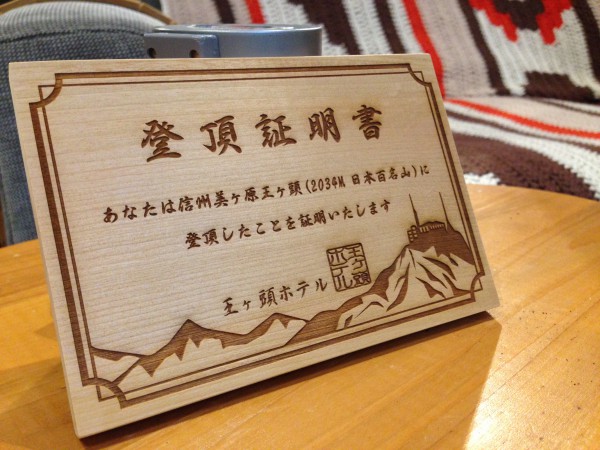 登頂証明書
あなたは信州美ヶ原王ヶ頭(2034M 日本百名山)に
登頂したことを証明いたします
王ヶ頭ホテル
王ヶ頭
ホテル